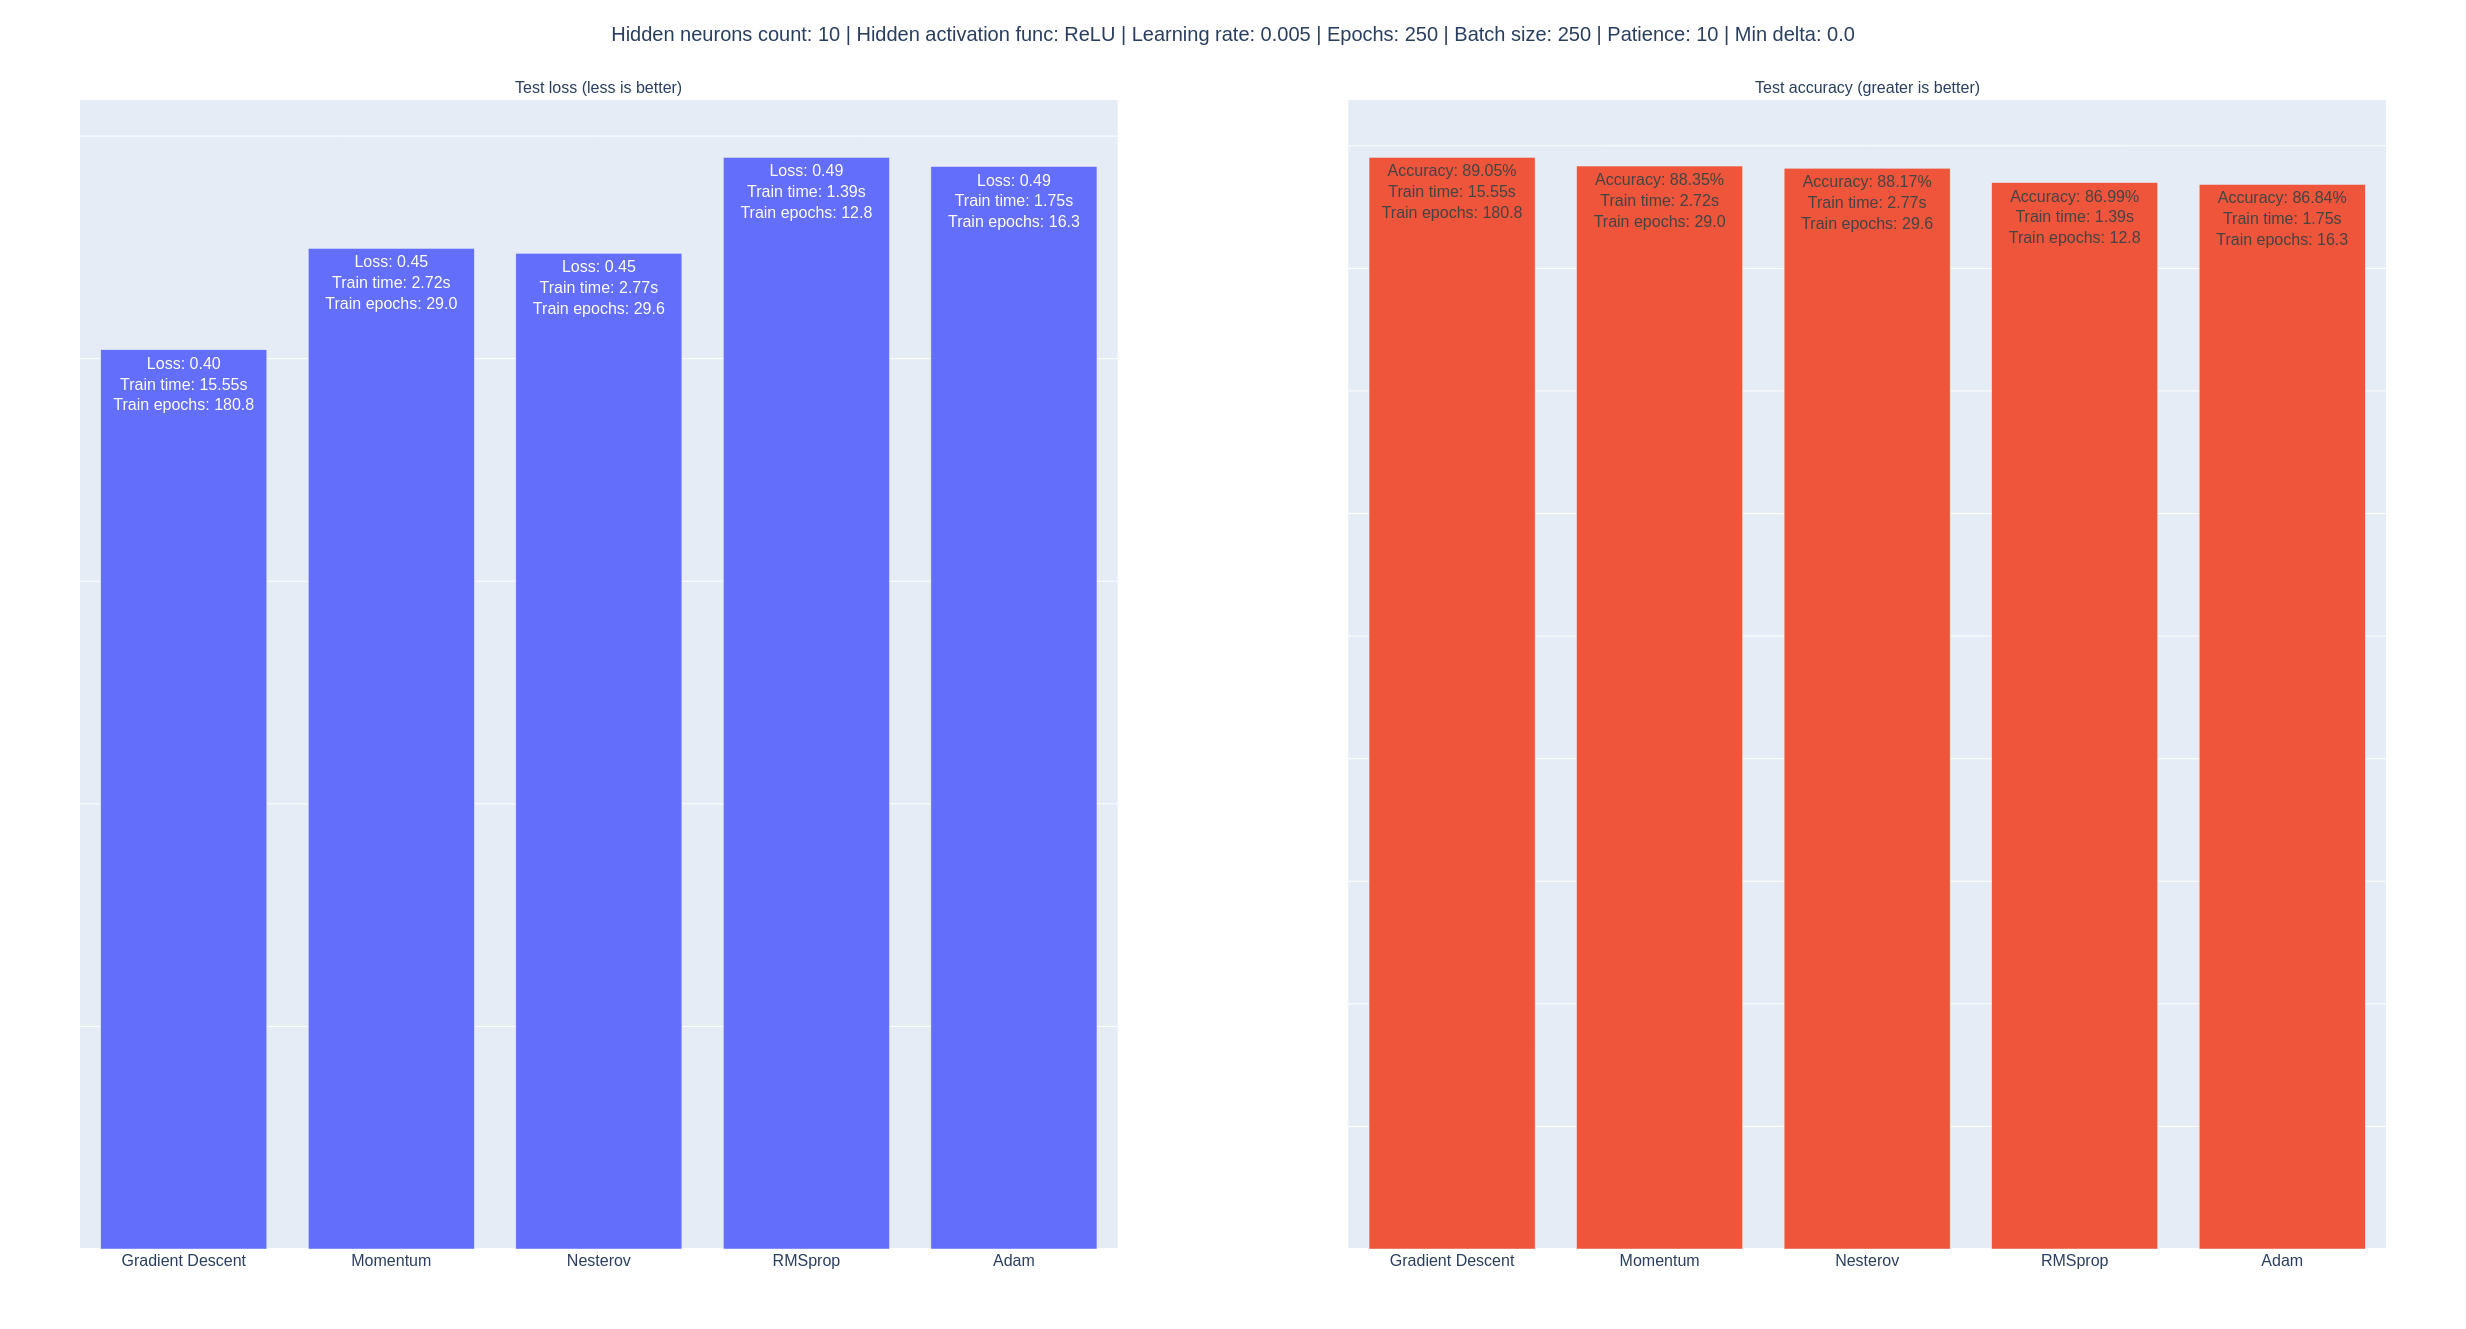 Hidden neurons count: 10 | Hidden activation func: ReLU | Learning rate: 0.005 | Epochs: 250 | Batch size: 250 | Patience: 10 | Min delta: 0.0
Test loss (less is better)
Loss: 0.40
Train time: 15.55s
Train epochs: 180.8
Loss: 0.45
Train time: 2.72s
Train epochs: 29.0
Loss: 0.45
Train time: 2.77s
Train epochs: 29.6
Loss: 0.49
Train time: 1.39s
Train epochs: 12.8
Loss: 0.49
Train time: 1.75s
Train epochs: 16.3
Gradient Descent
Momentum
Nesterov
RMSprop
Adam
Test accuracy (greater is better)
Accuracy: 89.05%
Train time: 15.55s
Train epochs: 180.8
Accuracy: 88.35%
Train time: 2.72s
Train epochs: 29.0
Accuracy: 88.17%
Train time: 2.77s
Train epochs: 29.6
Accuracy: 86.99%
Train time: 1.39s
Train epochs: 12.8
Accuracy: 86.84%
Train time: 1.75s
Train epochs: 16.3
Gradient Descent
Momentum
Nesterov
RMSprop
Adam